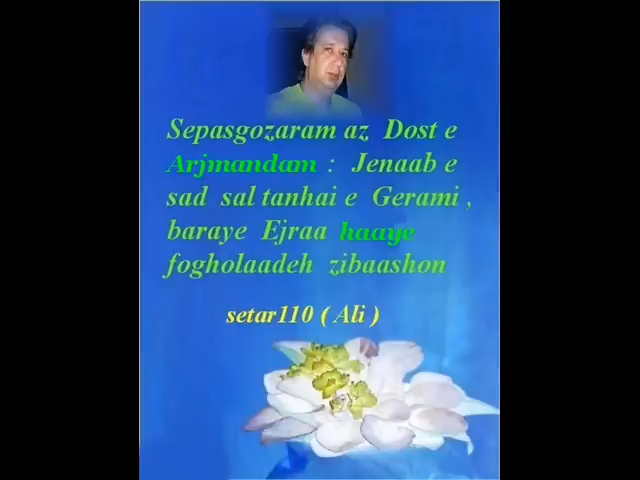 Sepasgozaram az Dost e
Arjmandam : Jenaab e
sad sal tanhai e Gerami ,
baraye Ejraa haaye
fogholaadeh zibaashon
setar110 ( Ali )